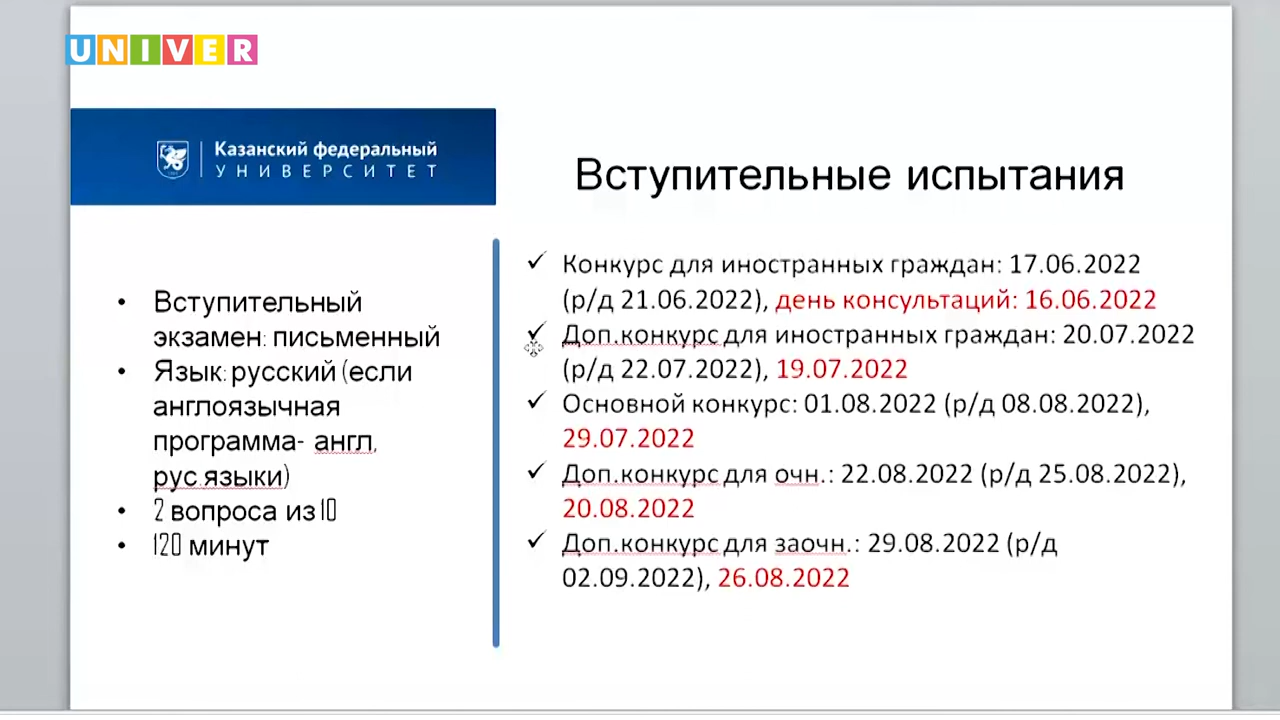 UNIVER
Казанский федеральный
УНИВЕРСИТЕТ
Вступительные испытания
• Вступительный
экзамен: письменный
• Язык: русский (если
англоязычная
программа- англ,
рус.языки)
• 2 вопроса из 10
• 120 минут
✓ Конкурс для иностранных граждан: 17.06.2022
(р/д 21.06.2022), день консультаций: 16.06.2022
✓ Доп.конкурс для иностранных граждан: 20.07.2022
(р/д 22.07.2022), 19.07.2022
✓ Основной конкурс: 01.08.2022 (р/д 08.08.2022),
29.07.2022
✓ Доп.конкурс для очн.: 22.08.2022 (р/д 25.08.2022),
20.08.2022
✓ Доп.конкурс для заочн.: 29.08.2022 (р/д
02.09.2022), 26.08.2022